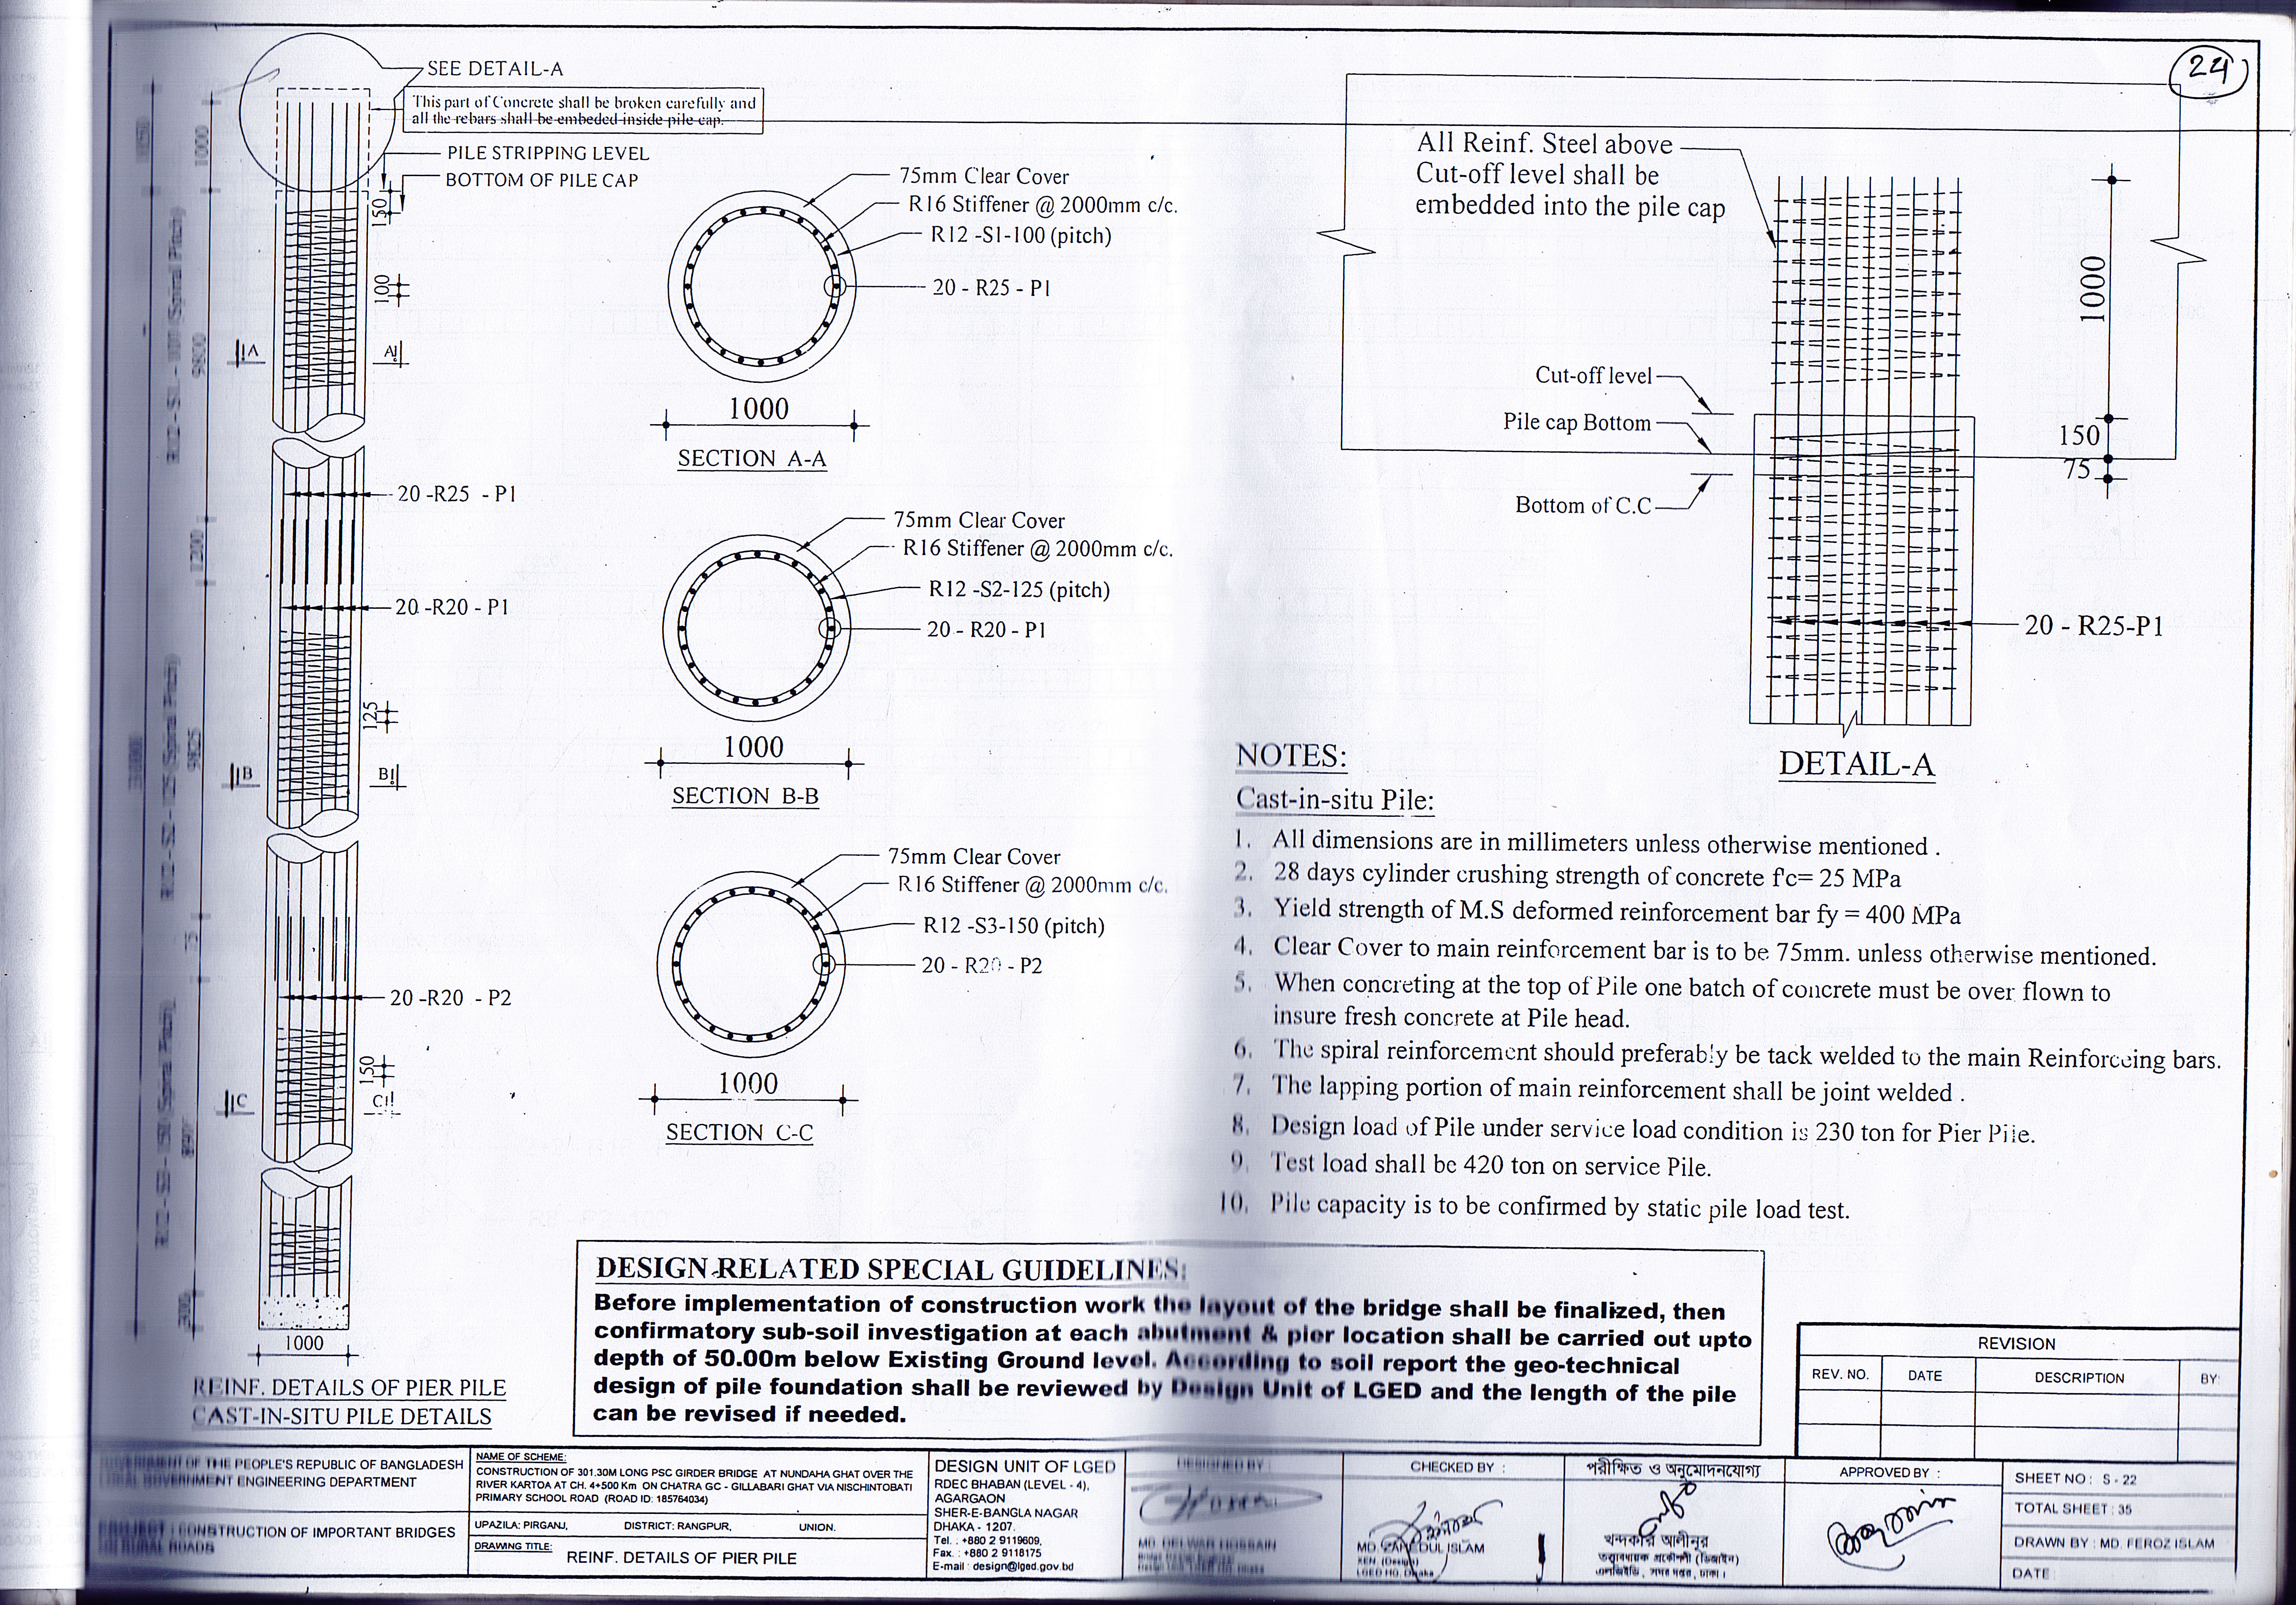 24
SEE DETAIL-A
This part of Concrete shall be broken carefully and
all the rebars shall be embeded inside pile cap.
PILE STRIPPING LEVEL
BOTTOM OF PILE CAP
1000
150
100
9800
A
A
20 -R25 - P1
1200
20 -R20 - P1
125
9825
B
B
20 -R20 - P2
150
C
C
1000
REINF. DETAILS OF PIER PILE
CAST-IN-SITU PILE DETAILS
75mm Clear Cover
R16 Stiffener @ 2000mm c/c.
R12 -S1-100 (pitch)
20 - R25 - P1
1000
SECTION A-A
75mm Clear Cover
R16 Stiffener @ 2000mm c/c.
R12 -S2-125 (pitch)
20 - R20 - P1
1000
SECTION B-B
75mm Clear Cover
R16 Stiffener @ 2000mm c/c.
R12 -S3-150 (pitch)
20 - R20 - P2
1000
SECTION C-C
All Reinf. Steel above
Cut-off level shall be
embedded into the pile cap
1000
Cut-off level
Pile cap Bottom
150
75
Bottom of C.C
20 - R25-P1
DETAIL-A
NOTES:
Cast-in-situ Pile:
1. All dimensions are in millimeters unless otherwise mentioned .
2. 28 days cylinder crushing strength of concrete f'c= 25 MPa
3. Yield strength of M.S deformed reinforcement bar fy = 400 MPa
4. Clear Cover to main reinforcement bar is to be 75mm. unless otherwise mentioned.
5. When concreting at the top of Pile one batch of concrete must be over flown to
insure fresh concrete at Pile head.
6. The spiral reinforcement should preferably be tack welded to the main Reinforceing bars.
7. The lapping portion of main reinforcement shall be joint welded .
8. Design load of Pile under service load condition is 230 ton for Pier Pile.
9. Test load shall be 420 ton on service Pile.
10. Pile capacity is to be confirmed by static pile load test.
DESIGN-RELATED SPECIAL GUIDELINES:
Before implementation of construction work the layout of the bridge shall be finalized, then
confirmatory sub-soil investigation at each abutment & pier location shall be carried out upto
depth of 50.00m below Existing Ground level. According to soil report the geo-technical
design of pile foundation shall be reviewed by Design Unit of LGED and the length of the pile
can be revised if needed.
REVISION
REV. NO. DATE DESCRIPTION BY:
GOVERNMENT OF THE PEOPLE'S REPUBLIC OF BANGLADESH
LOCAL GOVERNMENT ENGINEERING DEPARTMENT
PROJECT : CONSTRUCTION OF IMPORTANT BRIDGES
ON RURAL ROADS
NAME OF SCHEME:
CONSTRUCTION OF 301.30M LONG PSC GIRDER BRIDGE AT NUNDAHA GHAT OVER THE
RIVER KARTOA AT CH. 4+500 Km ON CHATRA GC - GILLABARI GHAT VIA NISCHINTOBATI
PRIMARY SCHOOL ROAD (ROAD ID: 185764034)
UPAZILA: PIRGANJ, DISTRICT: RANGPUR, UNION.
DRAWING TITLE:
REINF. DETAILS OF PIER PILE
DESIGN UNIT OF LGED
RDEC BHABAN (LEVEL - 4),
AGARGAON
SHER-E-BANGLA NAGAR
DHAKA - 1207.
Tel. : +880 2 9119609,
Fax. : +880 2 9118175
E-mail : design@lged.gov.bd
DESIGNED BY :
MD. DELWAR HOSSAIN
CHECKED BY :
ISLAM
XEN. (Design)
LGED HQ. Dhaka
পরীক্ষিত ও অনুমোদনযোগ্য
খন্দকার আলীনূর
তত্ত্বাবধায়ক প্রকৌশলী (ডিজাইন)
এলজিইডি, সদর দপ্তর, ঢাকা ।
APPROVED BY :
SHEET NO : S - 22
TOTAL SHEET : 35
DRAWN BY : MD. FEROZ ISLAM
DATE :